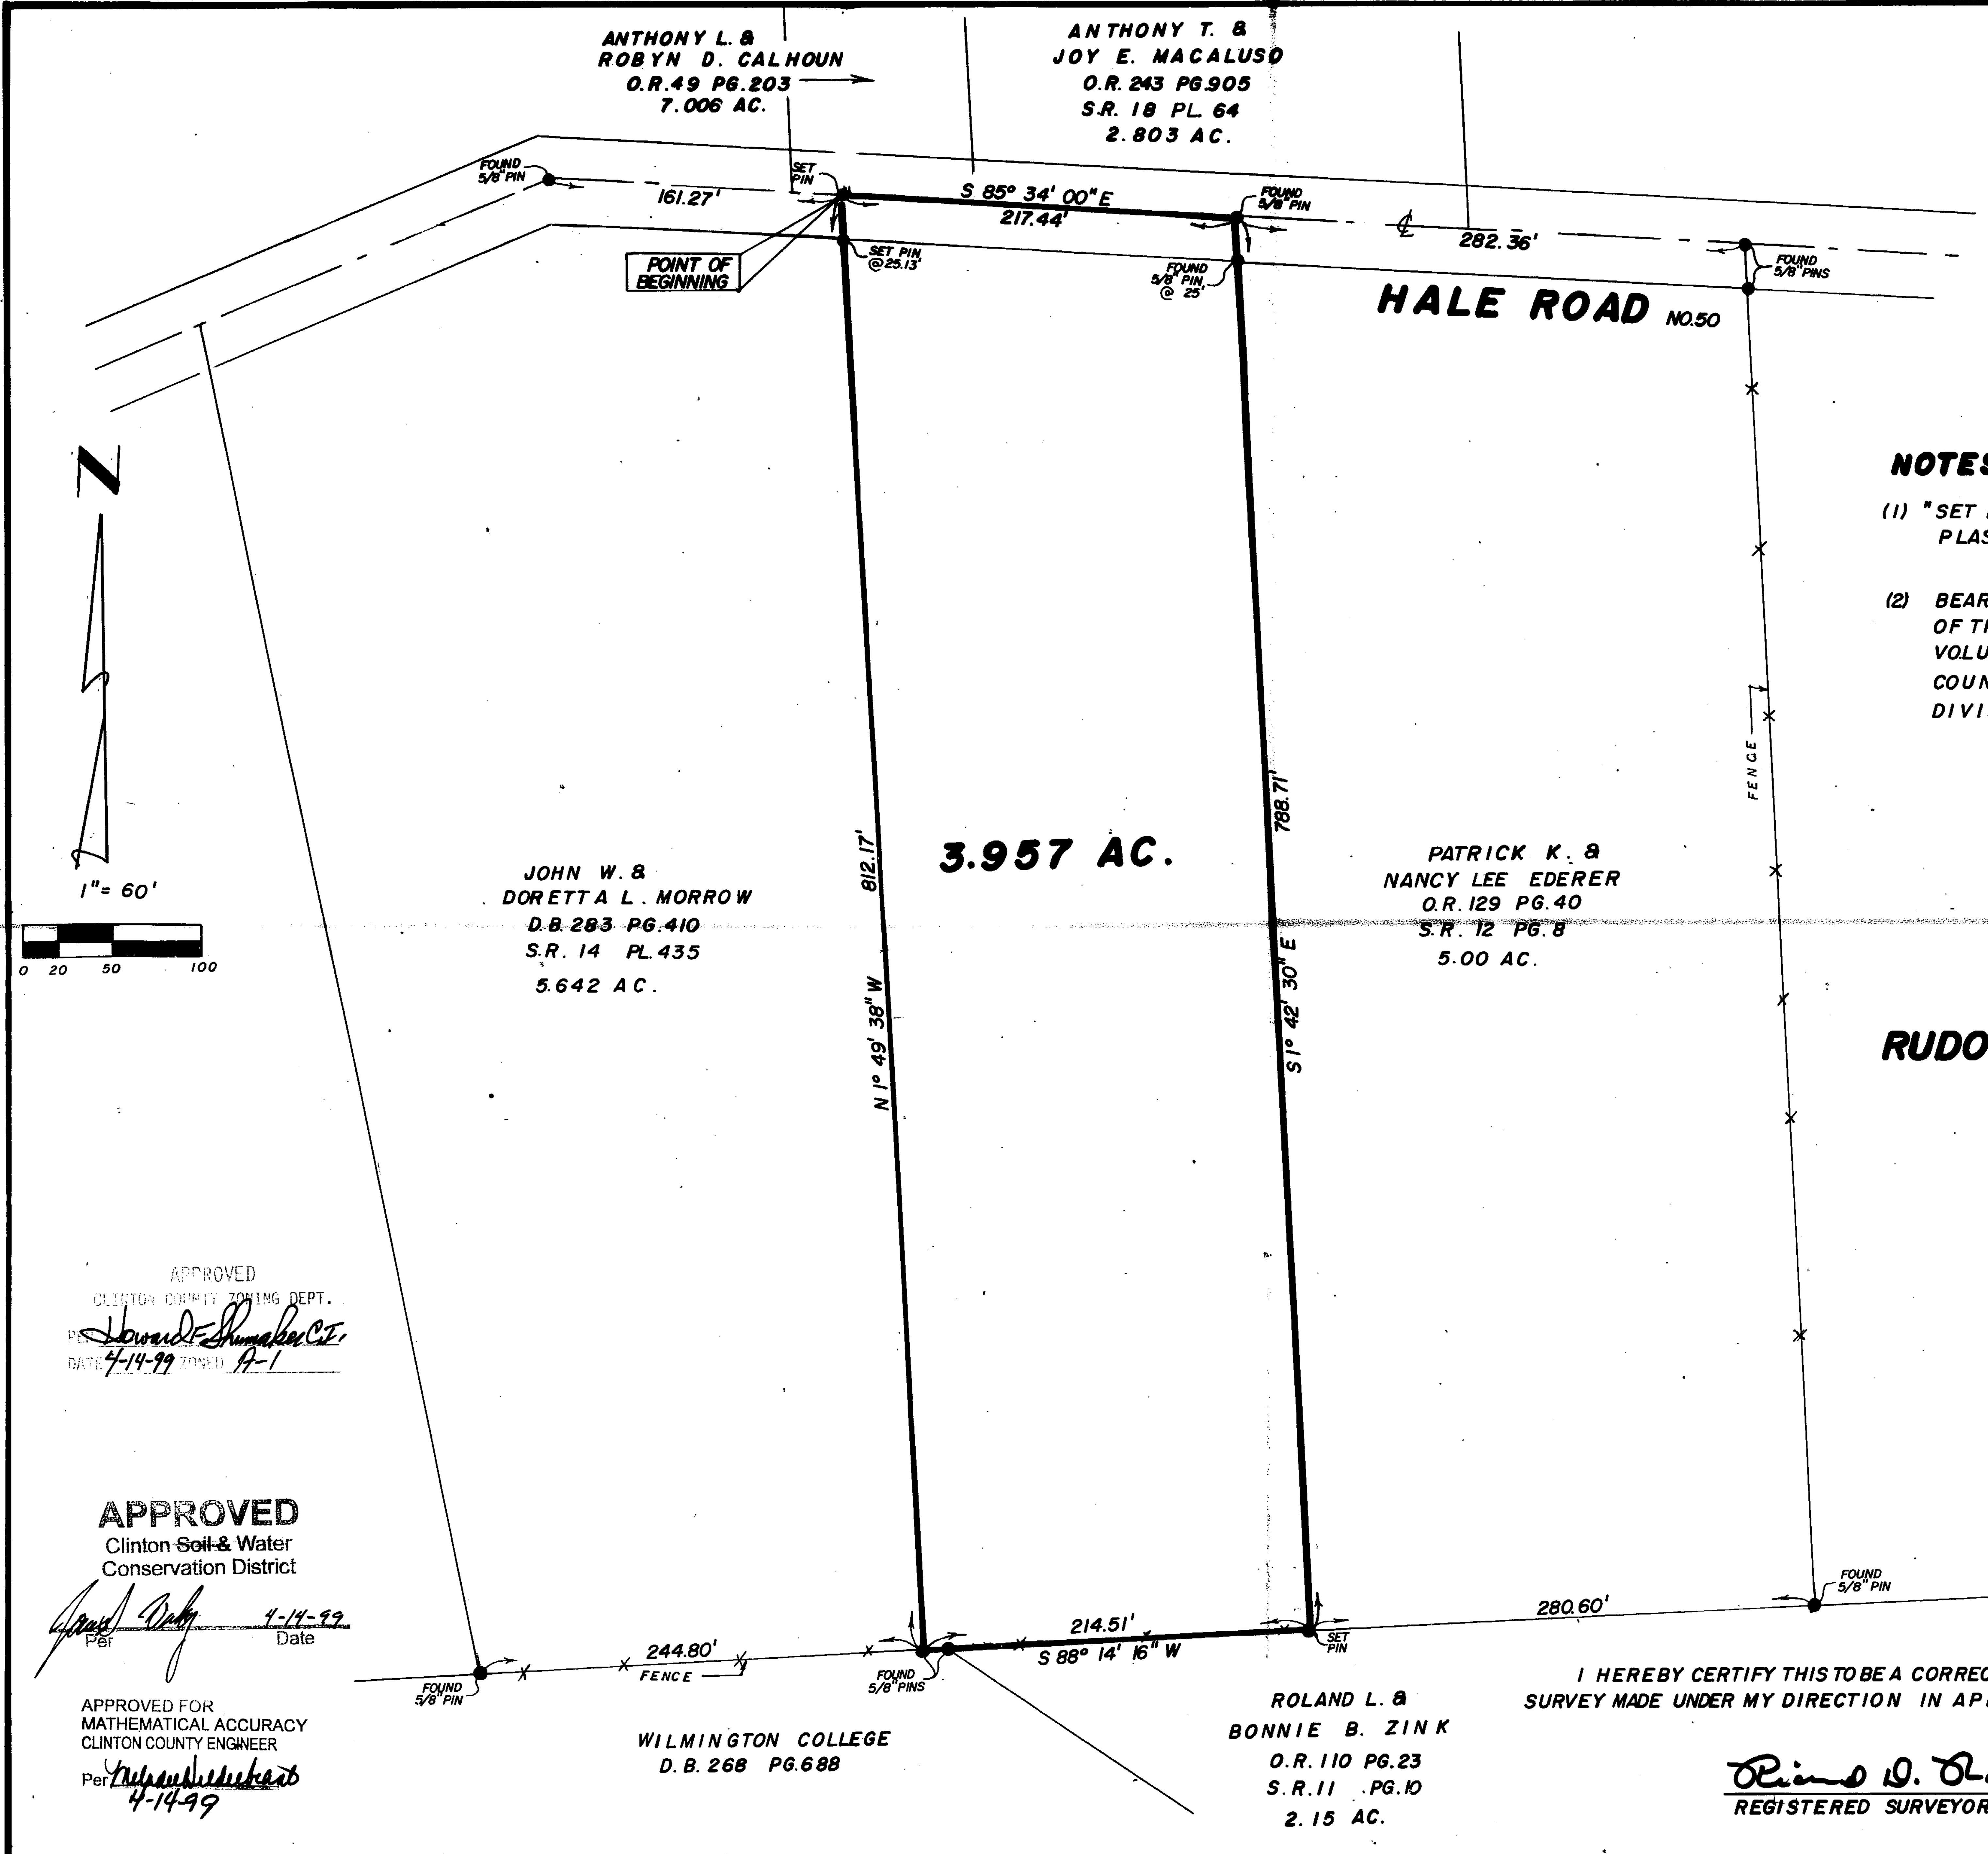 ANTHONY L. &
ROBYN D. CALHOUN
O.R.49 PG.203
7.006 AC.
ANTHONY T. &
JOY E. MACALUSO
O.R. 243 PG.905
S.R. 18 PL. 64
2.803 AC.
FOUND
5/8" PIN
161.27'
SET
PIN
S 85° 34' 00" E
217.44'
FOUND
5/8" PIN
℄
282.36'
FOUND
5/8" PINS
POINT OF
BEGINNING
SET PIN
@ 25.13'
FOUND
5/8" PIN
@ 25'
HALE ROAD NO.50
N
1" = 60'
0 20 50 100
NOTES
(1) "SET
PLAS
(2) BEAR
OF TH
VOLU
COUN
DIVI
FENCE
812.17'
N 1° 49' 38" W
3.957 AC.
788.71'
S 1° 42' 30" E
JOHN W. &
DORETTA L. MORROW
D.B. 283 PG.410
S.R. 14 PL. 435
5.642 AC.
PATRICK K. &
NANCY LEE EDERER
O.R. 129 PG.40
S.R. 12 PG. 8
5.00 AC.
RUDO
APPROVED
CLINTON COUNTY ZONING DEPT.
PER Howard F Shumaker C.I.
DATE 4-14-99 ZONED A-1
APPROVED
Clinton Soil & Water
Conservation District
4-14-99
Per Date
APPROVED FOR
MATHEMATICAL ACCURACY
CLINTON COUNTY ENGINEER
Per
4-14-99
FOUND
5/8" PIN
244.80'
FENCE
FOUND
5/8" PINS
214.51'
S 88° 14' 16" W
SET
PIN
280.60'
FOUND
5/8" PIN
WILMINGTON COLLEGE
D.B. 268 PG.688
ROLAND L. &
BONNIE B. ZINK
O.R. 110 PG.23
S.R. 11 PG. 10
2.15 AC.
I HEREBY CERTIFY THIS TO BE A CORREC
SURVEY MADE UNDER MY DIRECTION IN AP
REGISTERED SURVEYOR